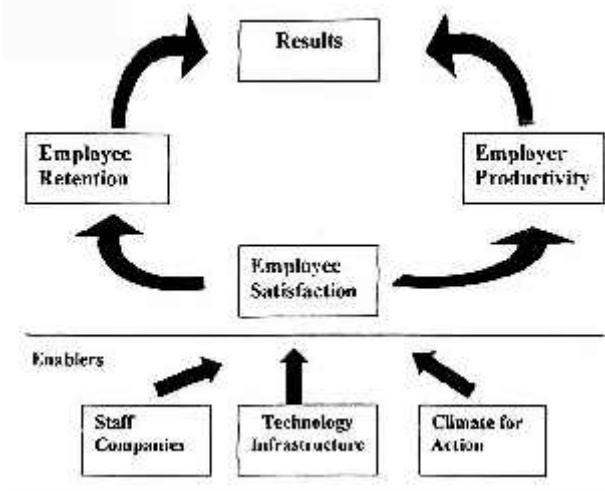 Results
Employee
Retention
Employer
Productivity
Employee
Satisfaction
Enablers
Staff
Companies
Technology
Infrastructure
Climate for
Action